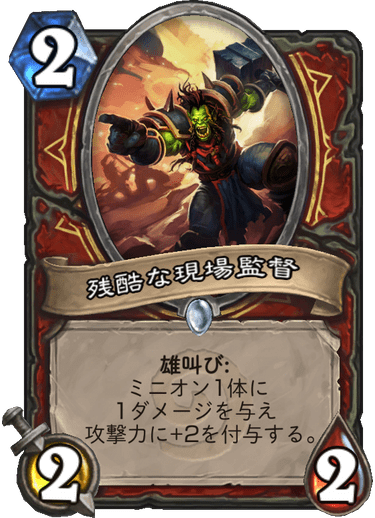 2
残酷な現場監督
雄叫び:
ミニオン1体に
1ダメージを与え
攻撃力に+2を付与する。
2
2